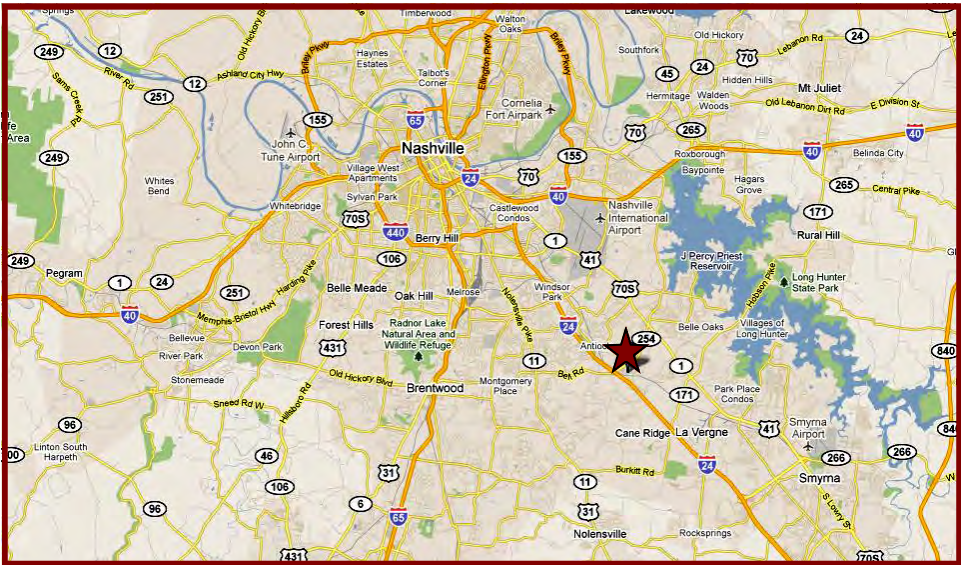 Springs
249
12
River Rd
Old Hickory Blvd
Briley Pkwy
Timberwood
Walton
Oaks
Lakewood
Old Hickory
Lebanon Rd
24
70
Haynes
Estates
Ellington Pkwy
Briley Pkwy
Southfork
45
24
70
Hidden Hills
Mt Juliet
Ashland City Hwy
Talbot's
Corner
12
251
Sams Creek Rd
Hermitage
Walden
Woods
Old Lebanon Dirt Rd
E Division St
Cornelia
Fort Airpark
ife
Area
155
65
70
265
40
John C.
Tune Airport
Nashville
155
Roxborough
40
Belinda City
249
Village West
Apartments
24
70
Baypointe
Hagars
Grove
265
Central Pike
Whites
Bend
Sylvan Park
40
Whitebridge
70S
Castlewood
Condos
Nashville
International
Airport
171
440
Berry Hill
1
Rural Hill
249
106
41
J Percy Priest
Reservoir
Pegram
1
24
251
Harding Pike
Belle Meade
Oak Hill
Melrose
Nolensville Pike
Windsor
Park
70S
Hobson Pike
Long Hunter
State Park
40
Memphis-Bristol Hwy
Forest Hills
Radnor Lake
Natural Area and
Wildlife Refuge
24
Belle Oaks
Villages of
Long Hunter
Bellevue
River Park
Devon Park
431
Antioc
254
840
11
1
Stonemeade
Old Hickory Blvd
Brentwood
Montgomery
Place
Bell Rd
171
Park Place
Condos
Sneed Rd W
Hillsboro Rd
96
41
Smyrna
Airport
840
Linton South
Harpeth
Cane Ridge
La Vergne
46
24
266
266
31
Burkitt Rd
Smyrna
106
11
96
6
65
31
S Lowry St
Nolensville
Rocksprings
431
70S